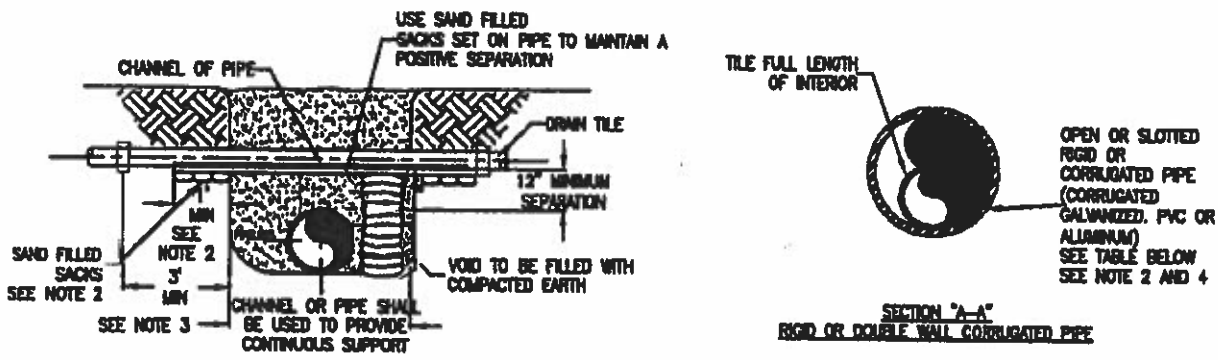 USE SAND FILLED
SACKS SET ON PIPE TO MAINTAIN A
POSITIVE SEPARATION
CHANNEL OF PIPE
DRAIN TILE
12" MINIMUM
SEPARATION
MIN
SEE
NOTE 2
SAND FILLED
SACKS
SEE NOTE 2
3'
MIN
SEE NOTE 3
VOID TO BE FILLED WITH
COMPACTED EARTH
CHANNEL OR PIPE SHALL
BE USED TO PROVIDE
CONTINUOUS SUPPORT
TILE FULL LENGTH
OF INTERIOR
OPEN OR SLOTTED
RIGID OR
CORRUGATED PIPE
(CORRUGATED
GALVANIZED, PVC OR
ALUMINUM)
SEE TABLE BELOW
SEE NOTE 2 AND 4
SECTION "A-A"
RIGID OR DOUBLE WALL CORRUGATED PIPE